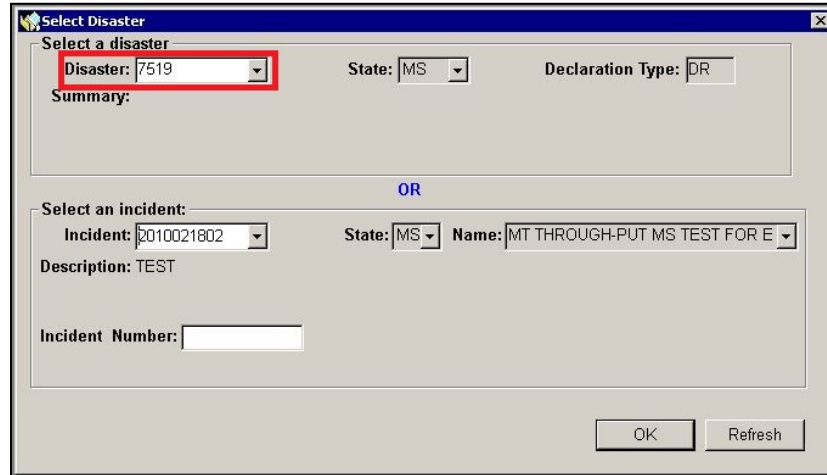 Select Disaster
Select a disaster
Disaster: 7519 State: MS Declaration Type: DR
Summary:
OR
Select an incident:
Incident: 2010021802 State: MS Name: MT THROUGH-PUT MS TEST FOR E
Description: TEST
Incident Number:
OK Refresh